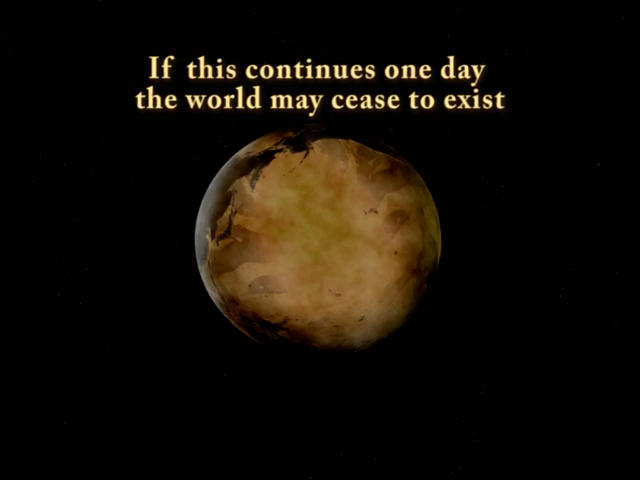 If this continues one day
the world may cease to exist